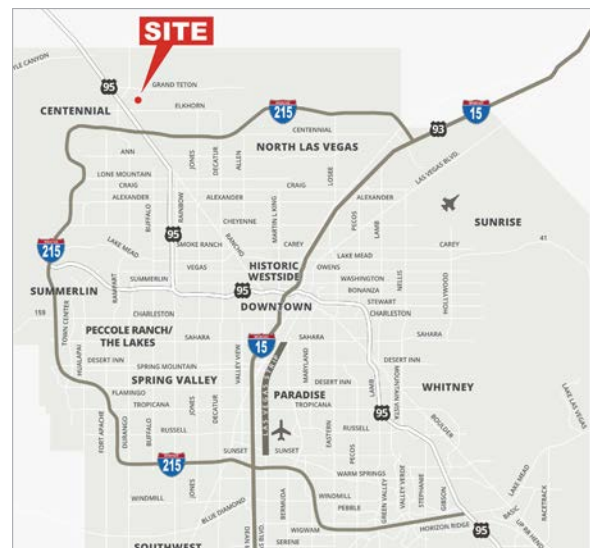 SITE
YLE CANYON
95
GRAND TETON
ELKHORN
CENTENNIAL
215
15
CENTENNIAL
93
NORTH LAS VEGAS
LAS VEGAS BLVD.
ANN
JONES
DECATUR
ALLEN
LOSEE
LONE MOUNTAIN
CRAIG
CRAIG
ALEXANDER
ALEXANDER
ALEXANDER
BUFFALO
RAINBOW
MARTIN L KING
PECOS
LAMB
SUNRISE
CHEYENNE
RANCHO
95
SMOKE RANCH
CAREY
CAREY
41
215
LAKE MEAD
LAKE MEAD
VEGAS
HISTORIC
WESTSIDE
OWENS
WASHINGTON
NELLIS
HOLLYWOOD
RAMPART
SUMMERLIN
BONANZA
SUMMERLIN
95
DOWNTOWN
STEWART
159
TOWN CENTER
CHARLESTON
CHARLESTON
PECCOLE RANCH/
THE LAKES
SAHARA
SAHARA
SAHARA
HUALAPAI
VALLEY VIEW
15
LAS VEGAS STRIP
MARYLAND
DESERT INN
DESERT INN
SPRING MOUNTAIN
SPRING VALLEY
DESERT INN
LAMB
MOUNTAIN VISTA
WHITNEY
FLAMINGO
PARADISE
TROPICANA
TROPICANA
JONES
DECATUR
FORT APACHE
DURANGO
BUFFALO
RUSSELL
EASTERN
RUSSELL
95
BOULDER
LAKE LAS VEGAS
SUNSET
SUNSET
PECOS
215
WARM SPRINGS
GREEN VALLEY
VALLEY VERDE
STEPHANIE
GIBSON
LAKE MEAD
RACETRACK
WINDMILL
JONES
BLUE DIAMOND
BERMUDA
WINDMILL
PEBBLE
BASIC
WIGWAM
HORIZON RIDGE
95
SERENE
SOUTHWEST